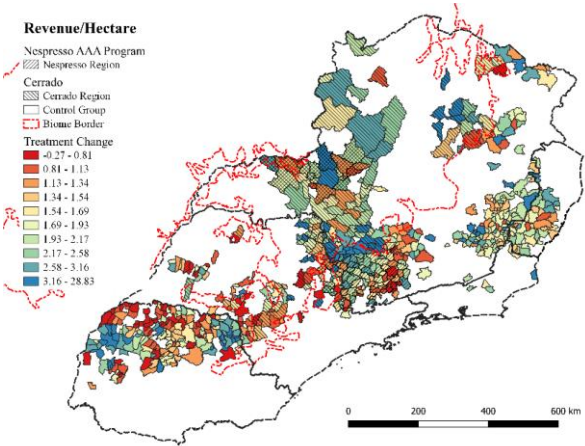 Revenue/Hectare
Nespresso AAA Program
Nespresso Region
Cerrado
Cerrado Region
Control Group
Biome Border
Treatment Change
-0.27 - 0.81
0.81 - 1.13
1.13 - 1.34
1.34 - 1.54
1.54 - 1.69
1.69 - 1.93
1.93 - 2.17
2.17 - 2.58
2.58 - 3.16
3.16 - 28.83
0 200 400 600 km